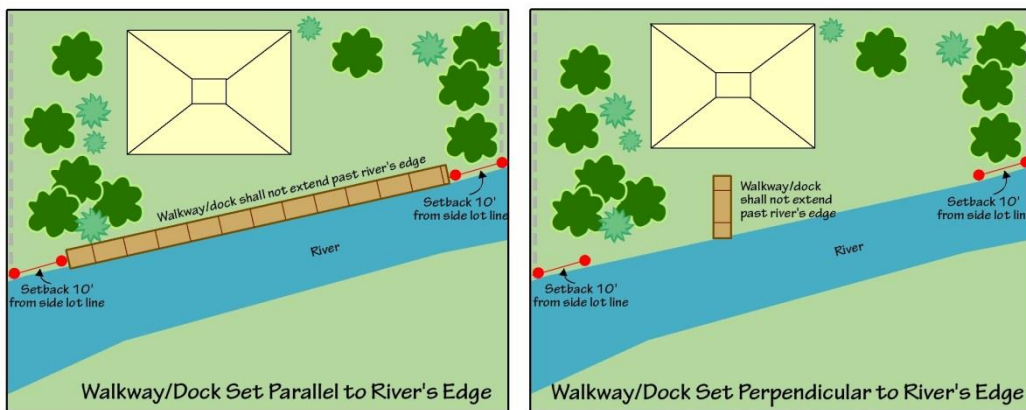 Walkway/dock shall not extend past river's edge
Setback 10'
from side lot line
River
Setback 10'
from side lot line
Walkway/Dock Set Parallel to River's Edge
Walkway/dock
shall not extend
past river's edge
Setback 10'
from side lot line
River
Setback 10'
from side lot line
Walkway/Dock Set Perpendicular to River's Edge